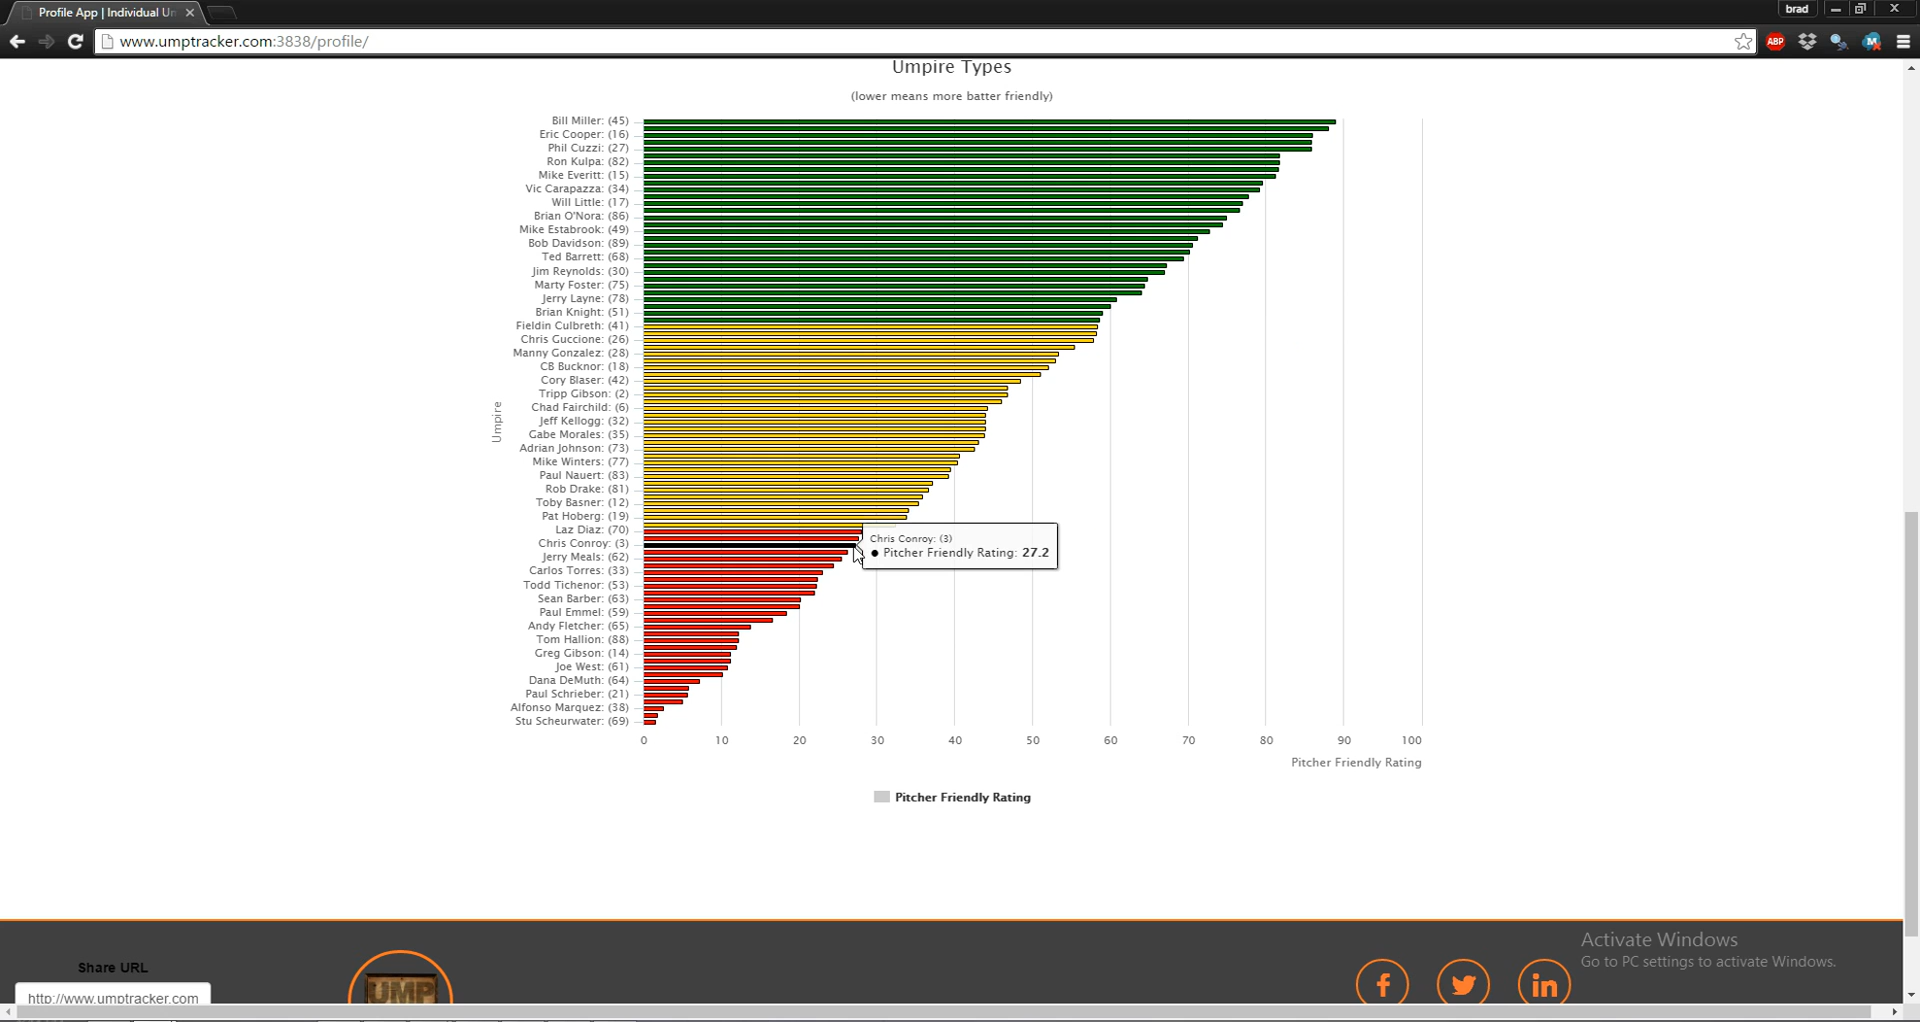 Profile App | Individual Un
brad
www.umptracker.com:3838/profile/
ABP
M
Umpire Types
(lower means more batter friendly)
Bill Miller: (45)
Eric Cooper: (16)
Phil Cuzzi: (27)
Ron Kulpa: (82)
Mike Everitt: (15)
Vic Carapazza: (34)
Will Little: (17)
Brian O'Nora: (86)
Mike Estabrook: (49)
Bob Davidson: (89)
Ted Barrett: (68)
Jim Reynolds: (30)
Marty Foster: (75)
Jerry Layne: (78)
Brian Knight: (51)
Fieldin Culbreth: (41)
Chris Guccione: (26)
Manny Gonzalez: (28)
CB Bucknor: (18)
Cory Blaser: (42)
Tripp Gibson: (2)
Chad Fairchild: (6)
Jeff Kellogg: (32)
Gabe Morales: (35)
Adrian Johnson: (73)
Mike Winters: (77)
Paul Nauert: (83)
Rob Drake: (81)
Toby Basner: (12)
Pat Hoberg: (19)
Laz Diaz: (70)
Chris Conroy: (3)
Jerry Meals: (62)
Carlos Torres: (33)
Todd Tichenor: (53)
Sean Barber: (63)
Paul Emmel: (59)
Andy Fletcher: (65)
Tom Hallion: (88)
Greg Gibson: (14)
Joe West: (61)
Dana DeMuth: (64)
Paul Schrieber: (21)
Alfonso Marquez: (38)
Stu Scheurwater: (69)
Umpire
Chris Conroy: (3)
● Pitcher Friendly Rating: 27.2
0 10 20 30 40 50 60 70 80 90 100
Pitcher Friendly Rating
Pitcher Friendly Rating
Activate Windows
Go to PC settings to activate Windows.
Share URL
http://www.umptracker.com
UMP
f
in